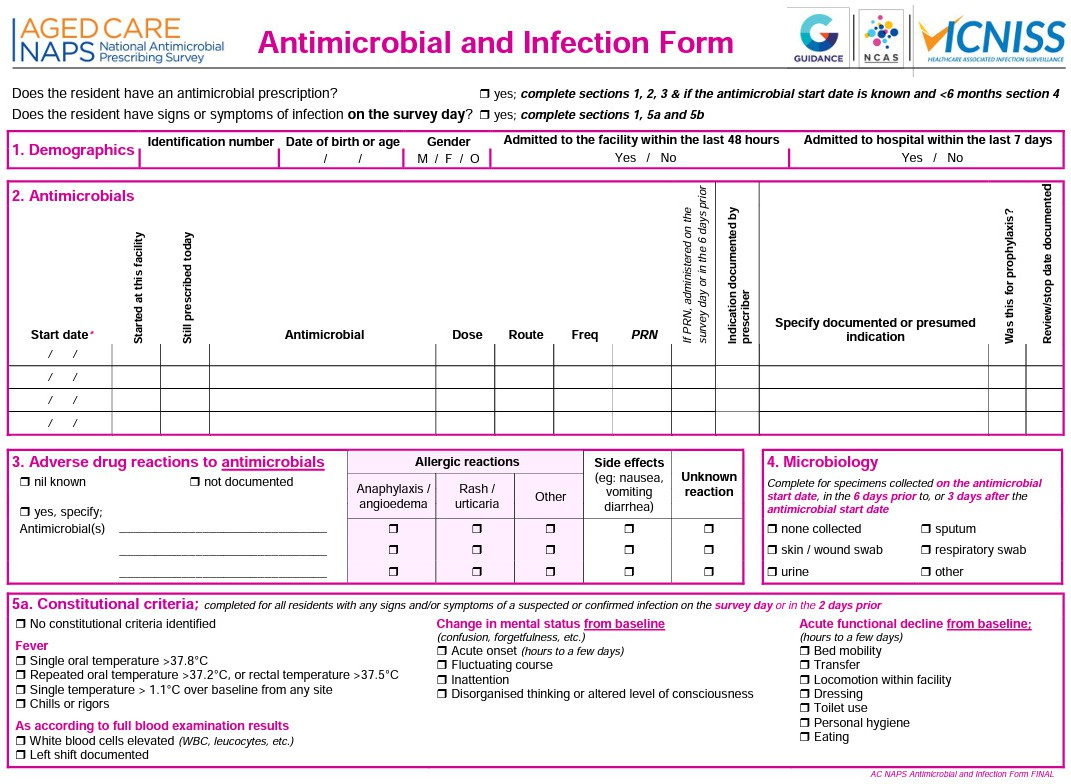 AGED CARE
NAPS National Antimicrobial
Prescribing Survey
Antimicrobial and Infection Form
GUIDANCE
NCAS
VICNISS
HEALTHCARE ASSOCIATED INFECTION SURVEILLANCE
Does the resident have an antimicrobial prescription? ❒ yes; complete sections 1, 2, 3 & if the antimicrobial start date is known and <6 months section 4
Does the resident have signs or symptoms of infection on the survey day? ❒ yes; complete sections 1, 5a and 5b
1. Demographics
Identification number
Date of birth or age
/ /
Gender
M / F / O
Admitted to the facility within the last 48 hours
Yes / No
Admitted to hospital within the last 7 days
Yes / No
2. Antimicrobials
Start date*
Started at this facility
Still prescribed today
Antimicrobial
Dose
Route
Freq
PRN
If PRN, administered on the
survey day or in the 6 days prior
Indication documented by
prescriber
Specify documented or presumed
indication
Was this for prophylaxis?
Review/stop date documented
/ /
/ /
/ /
/ /
3. Adverse drug reactions to antimicrobials
❒ nil known ❒ not documented
❒ yes, specify;
Antimicrobial(s) ______________________________
______________________________
______________________________
Allergic reactions
Anaphylaxis /
angioedema
Rash /
urticaria
Other
Side effects
(eg: nausea,
vomiting
diarrhea)
Unknown
reaction
❒ ❒ ❒ ❒ ❒
❒ ❒ ❒ ❒ ❒
❒ ❒ ❒ ❒ ❒
4. Microbiology
Complete for specimens collected on the antimicrobial
start date, in the 6 days prior to, or 3 days after the
antimicrobial start date
❒ none collected ❒ sputum
❒ skin / wound swab ❒ respiratory swab
❒ urine ❒ other
5a. Constitutional criteria; completed for all residents with any signs and/or symptoms of a suspected or confirmed infection on the survey day or in the 2 days prior
❒ No constitutional criteria identified
Fever
❒ Single oral temperature >37.8°C
❒ Repeated oral temperature >37.2°C, or rectal temperature >37.5°C
❒ Single temperature > 1.1°C over baseline from any site
❒ Chills or rigors
As according to full blood examination results
❒ White blood cells elevated (WBC, leucocytes, etc.)
❒ Left shift documented
Change in mental status from baseline
(confusion, forgetfulness, etc.)
❒ Acute onset (hours to a few days)
❒ Fluctuating course
❒ Inattention
❒ Disorganised thinking or altered level of consciousness
Acute functional decline from baseline;
(hours to a few days)
❒ Bed mobility
❒ Transfer
❒ Locomotion within facility
❒ Dressing
❒ Toilet use
❒ Personal hygiene
❒ Eating
AC NAPS Antimicrobial and Infection Form FINAL